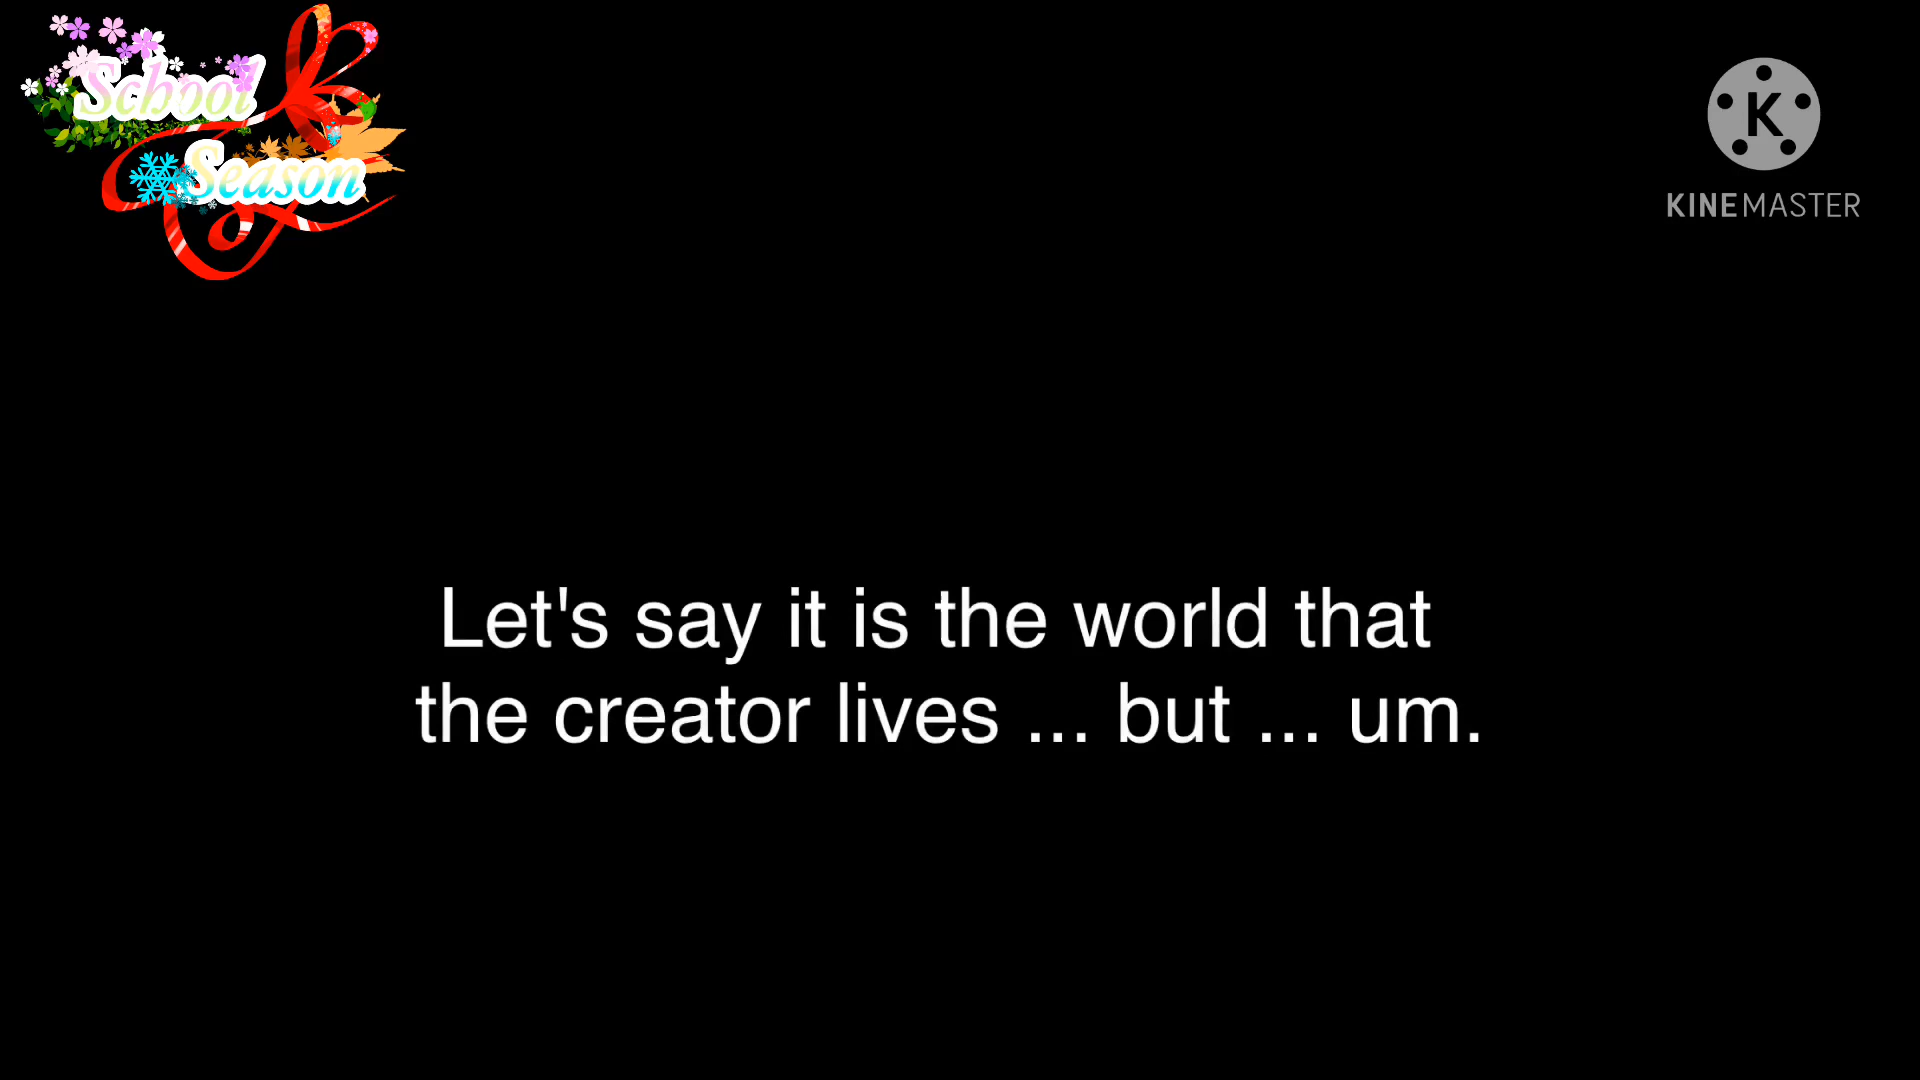 School
Season
K
KINEMASTER
Let's say it is the world that
the creator lives ... but ... um.